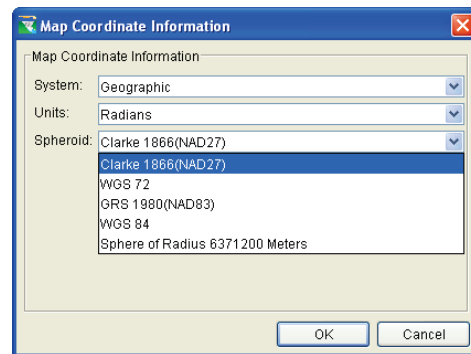 Map Coordinate Information
Map Coordinate Information
System: Geographic
Units: Radians
Spheroid: Clarke 1866(NAD27)
Clarke 1866(NAD27)
WGS 72
GRS 1980(NAD83)
WGS 84
Sphere of Radius 6371200 Meters
OK Cancel